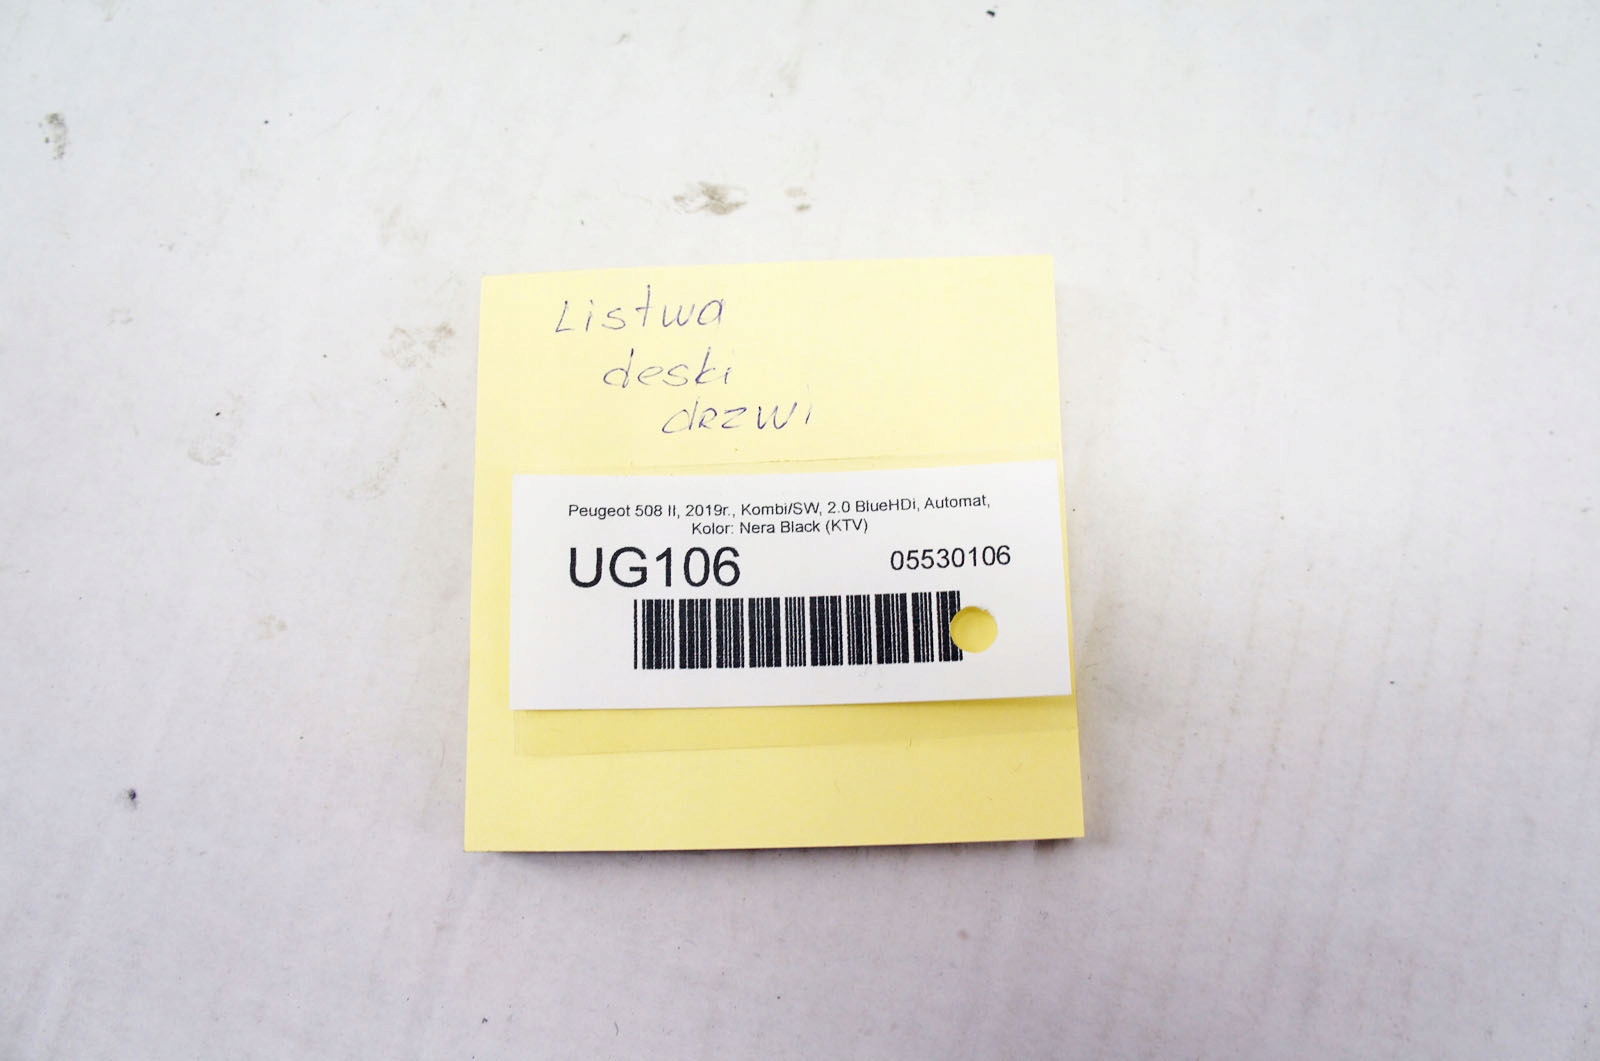 Listwa
deski
drzwi
Peugeot 508 II, 2019r., Kombi/SW, 2.0 BlueHDi, Automat,
Kolor: Nera Black (KTV)
UG106 05530106